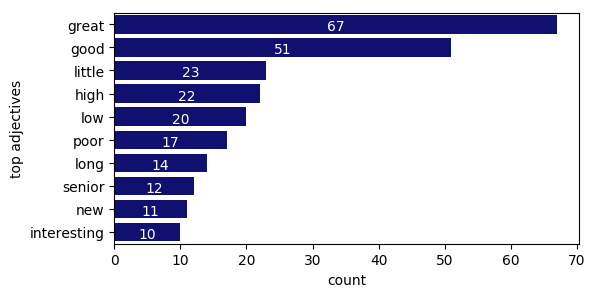 top adjectives
great 67
good 51
little 23
high 22
low 20
poor 17
long 14
senior 12
new 11
interesting 10
0 10 20 30 40 50 60 70
count